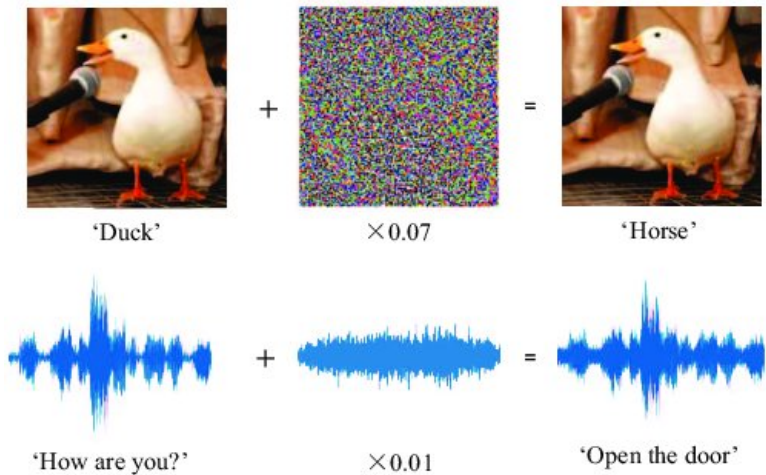 + =
‘Duck’ ×0.07 ‘Horse’
+ =
‘How are you?’ ×0.01 ‘Open the door’